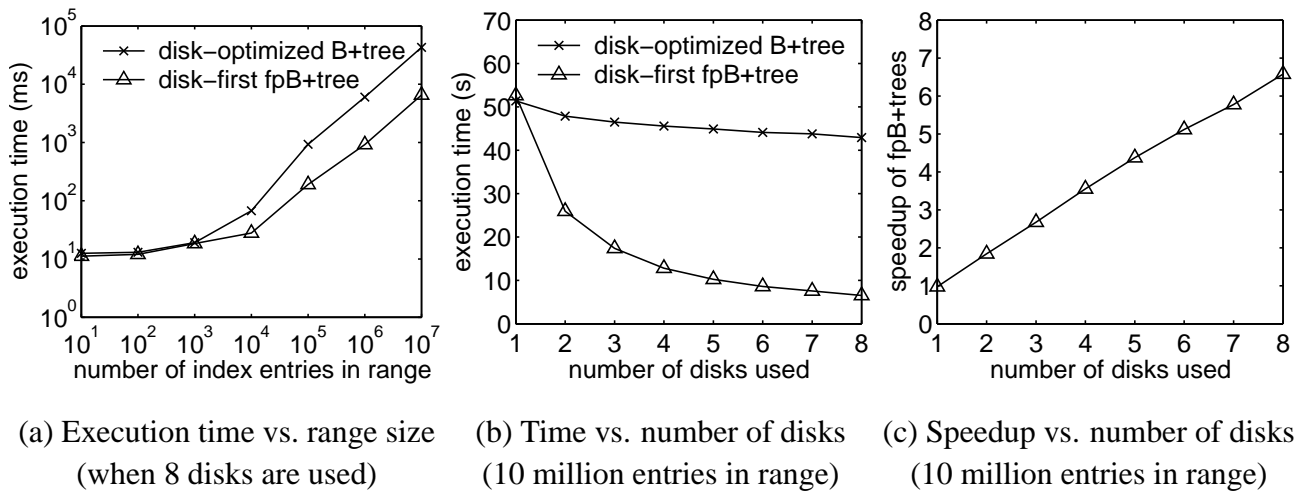 10^5
10^4
10^3
10^2
10^1
10^0
execution time (ms)
disk-optimized B+tree
disk-first fpB+tree
10^1 10^2 10^3 10^4 10^5 10^6 10^7
number of index entries in range
70
60
50
40
30
20
10
0
execution time (s)
disk-optimized B+tree
disk-first fpB+tree
1 2 3 4 5 6 7 8
number of disks used
8
7
6
5
4
3
2
1
0
speedup of fpB+trees
1 2 3 4 5 6 7 8
number of disks used
(a) Execution time vs. range size
(when 8 disks are used)
(b) Time vs. number of disks
(10 million entries in range)
(c) Speedup vs. number of disks
(10 million entries in range)